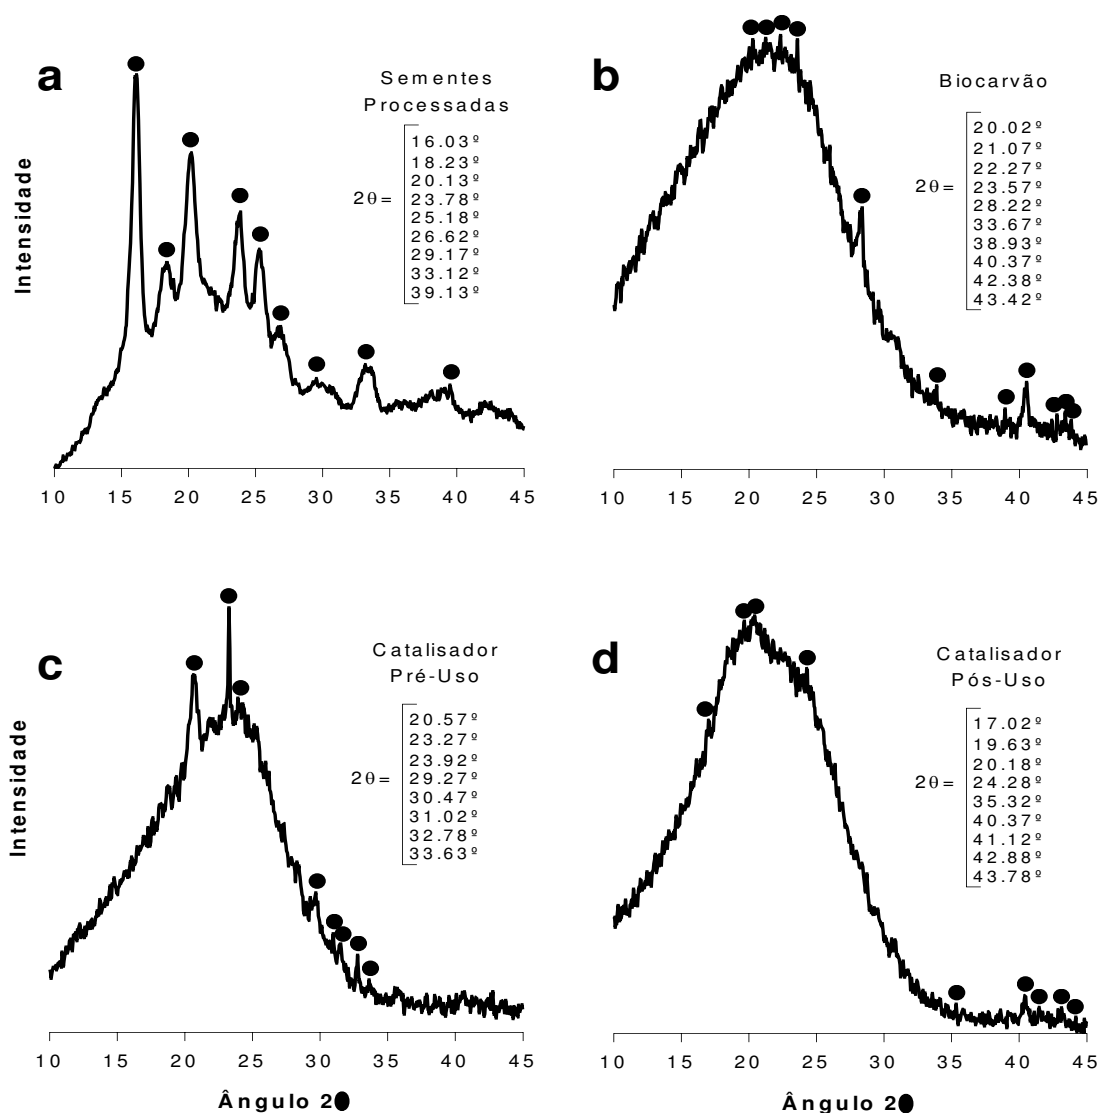 a
Sementes
Processadas
Intensidade
2θ=
16.03º
18.23º
20.13º
23.78º
25.18º
26.62º
29.17º
33.12º
39.13º
10 15 20 25 30 35 40 45
b
Biocarvão
2θ=
20.02º
21.07º
22.27º
23.57º
28.22º
33.67º
38.93º
40.37º
42.38º
43.42º
10 15 20 25 30 35 40 45
c
Catalisador
Pré-Uso
Intensidade
2θ=
20.57º
23.27º
23.92º
29.27º
30.47º
31.02º
32.78º
33.63º
10 15 20 25 30 35 40 45
Ângulo 2
d
Catalisador
Pós-Uso
2θ=
17.02º
19.63º
20.18º
24.28º
35.32º
40.37º
41.12º
42.88º
43.78º
10 15 20 25 30 35 40 45
Ângulo 2